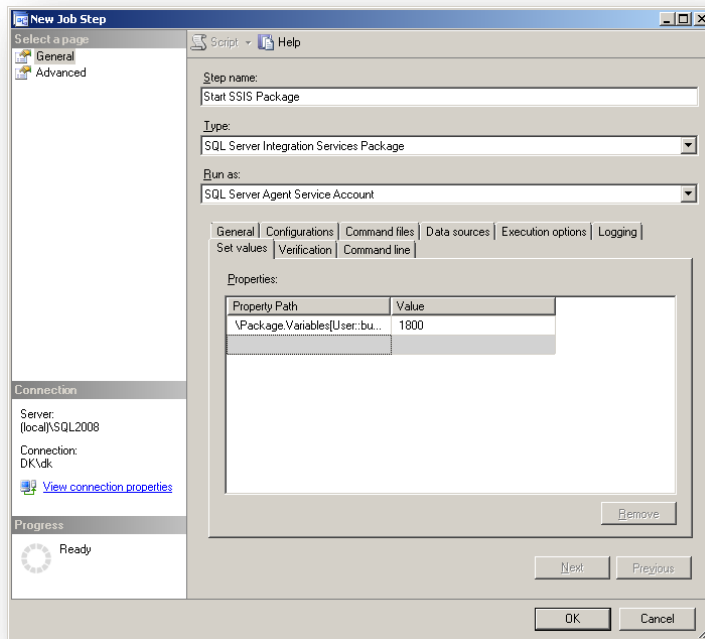 New Job Step
Select a page
General
Advanced
Script
Help
Step name:
Start SSIS Package
Type:
SQL Server Integration Services Package
Run as:
SQL Server Agent Service Account
General Configurations Command files Data sources Execution options Logging
Set values Verification Command line
Properties:
Property Path Value
\Package.Variables[User::bu... 1800
Remove
Connection
Server:
(local)\SQL2008
Connection:
DK\dk
View connection properties
Progress
Ready
Next Previous
OK Cancel